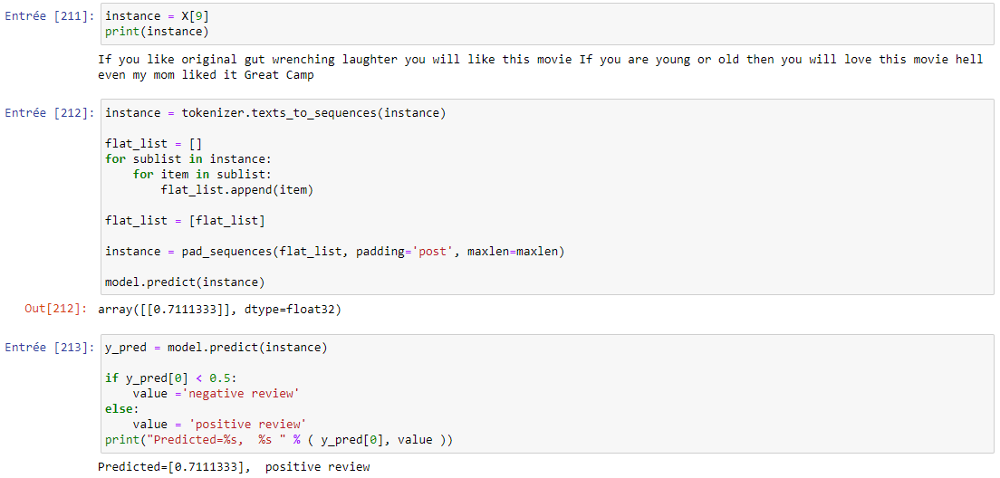 Entrée [211]: instance = X[9]
print(instance)
If you like original gut wrenching laughter you will like this movie If you are young or old then you will love this movie hell
even my mom liked it Great Camp
Entrée [212]: instance = tokenizer.texts_to_sequences(instance)
flat_list = []
for sublist in instance:
    for item in sublist:
        flat_list.append(item)
flat_list = [flat_list]
instance = pad_sequences(flat_list, padding='post', maxlen=maxlen)
model.predict(instance)
Out[212]: array([[0.7111333]], dtype=float32)
Entrée [213]: y_pred = model.predict(instance)
if y_pred[0] < 0.5:
    value ='negative review'
else:
    value = 'positive review'
print("Predicted=%s,  %s " % ( y_pred[0], value ))
Predicted=[0.7111333],  positive review